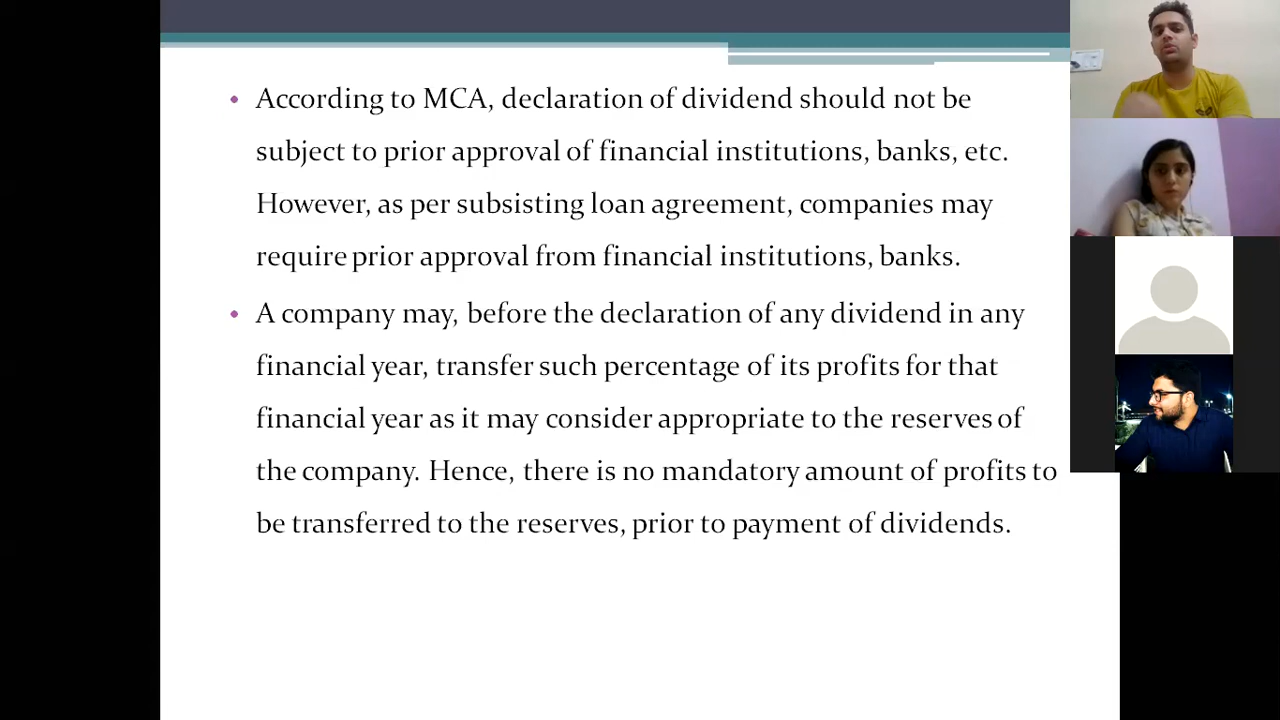 • According to MCA, declaration of dividend should not be
subject to prior approval of financial institutions, banks, etc.
However, as per subsisting loan agreement, companies may
require prior approval from financial institutions, banks.
• A company may, before the declaration of any dividend in any
financial year, transfer such percentage of its profits for that
financial year as it may consider appropriate to the reserves of
the company. Hence, there is no mandatory amount of profits to
be transferred to the reserves, prior to payment of dividends.